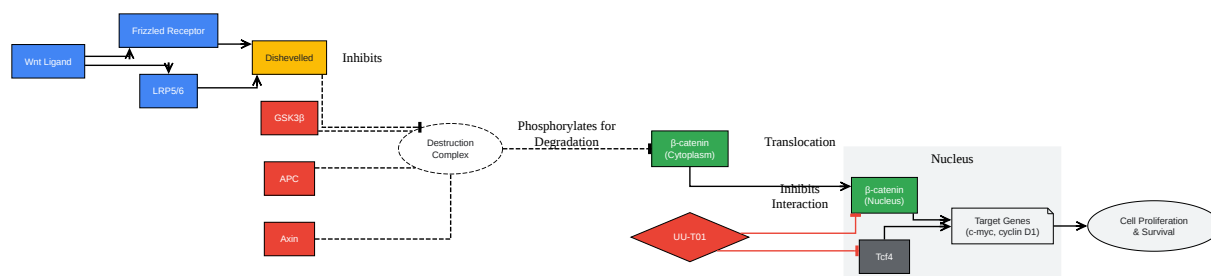 Wnt Ligand
Frizzled Receptor
LRP5/6
Dishevelled
Inhibits
GSK3β
APC
Axin
Destruction
Complex
Phosphorylates for
Degradation
β-catenin
(Cytoplasm)
Translocation
Nucleus
Inhibits
Interaction
β-catenin
(Nucleus)
UU-T01
Tcf4
Target Genes
(c-myc, cyclin D1)
Cell Proliferation
& Survival